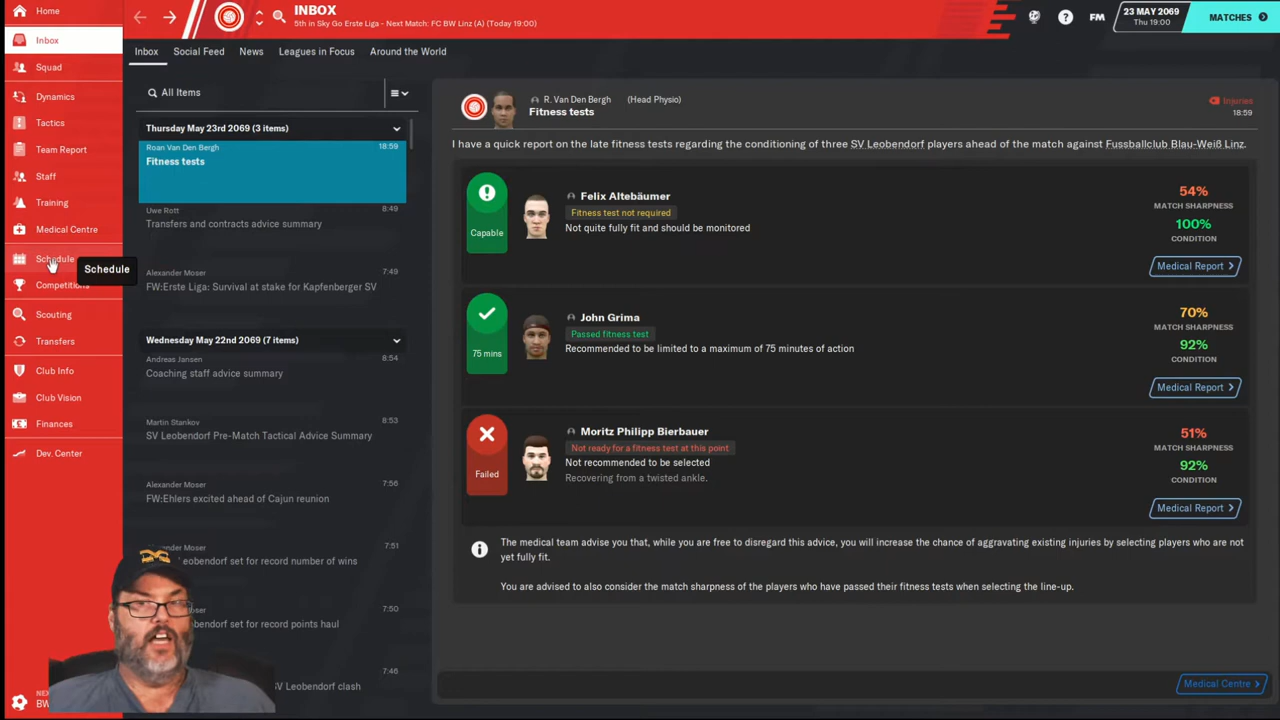 Home
INBOX
5th in Sky Go Erste Liga - Next Match: FC BW Linz (A) (Today 19:00)
FM
23 MAY 2069
Thu 19:00
MATCHES
Inbox
Squad
Dynamics
Tactics
Team Report
Staff
Training
Medical Centre
Schedule
Schedule
Competitions
Scouting
Transfers
Club Info
Club Vision
Finances
Dev. Center
Inbox
Social Feed
News
Leagues in Focus
Around the World
All Items
Thursday May 23rd 2069 (3 items)
Roan Van Den Bergh
18:59
Fitness tests
Uwe Rott
8:49
Transfers and contracts advice summary
Alexander Moser
7:49
FW:Erste Liga: Survival at stake for Kapfenberger SV
Wednesday May 22nd 2069 (7 items)
Andreas Jansen
8:54
Coaching staff advice summary
Martin Stankov
8:53
SV Leobendorf Pre-Match Tactical Advice Summary
Alexander Moser
7:56
FW:Ehlers excited ahead of Cajun reunion
7:51
eobendorf set for record number of wins
7:50
obendorf set for record points haul
7:46
V Leobendorf clash
R. Van Den Bergh
(Head Physio)
Fitness tests
Injuries
18:59
I have a quick report on the late fitness tests regarding the conditioning of three SV Leobendorf players ahead of the match against Fussballclub Blau-Weiß Linz.
Capable
Felix Altebäumer
Fitness test not required
Not quite fully fit and should be monitored
54%
MATCH SHARPNESS
100%
CONDITION
Medical Report
75 mins
John Grima
Passed fitness test
Recommended to be limited to a maximum of 75 minutes of action
70%
MATCH SHARPNESS
92%
CONDITION
Medical Report
Failed
Moritz Philipp Bierbauer
Not ready for a fitness test at this point
Not recommended to be selected
Recovering from a twisted ankle.
51%
MATCH SHARPNESS
92%
CONDITION
Medical Report
The medical team advise you that, while you are free to disregard this advice, you will increase the chance of aggravating existing injuries by selecting players who are not
yet fully fit.
You are advised to also consider the match sharpness of the players who have passed their fitness tests when selecting the line-up.
Medical Centre